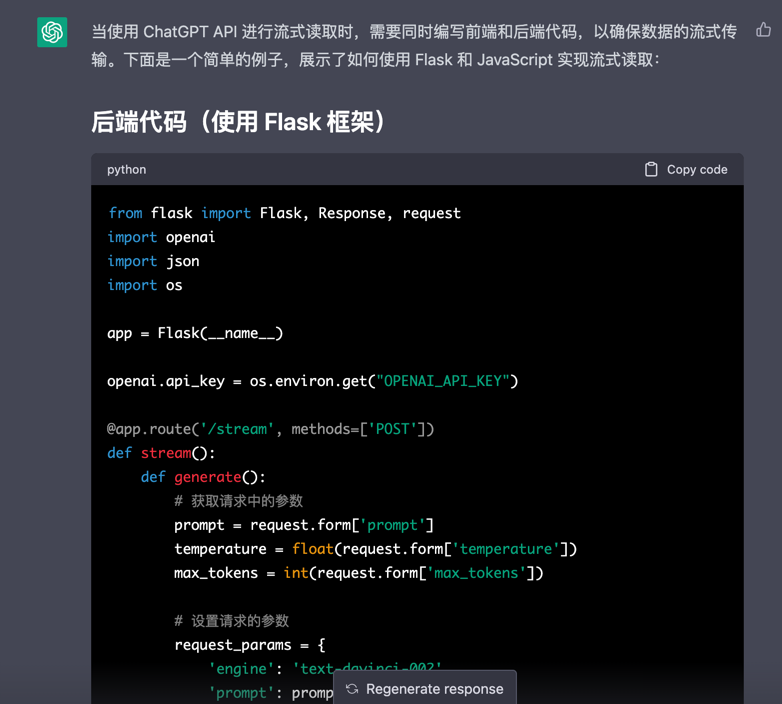 当使用 ChatGPT API 进行流式读取时，需要同时编写前端和后端代码，以确保数据的流式传
输。下面是一个简单的例子，展示了如何使用 Flask 和 JavaScript 实现流式读取：
后端代码（使用 Flask 框架）
python
Copy code
from flask import Flask, Response, request
import openai
import json
import os
app = Flask(__name__)
openai.api_key = os.environ.get("OPENAI_API_KEY")
@app.route('/stream', methods=['POST'])
def stream():
    def generate():
        # 获取请求中的参数
        prompt = request.form['prompt']
        temperature = float(request.form['temperature'])
        max_tokens = int(request.form['max_tokens'])
        # 设置请求的参数
        request_params = {
            'engine': 'text-davinci-002',
            'prompt': promp
Regenerate response